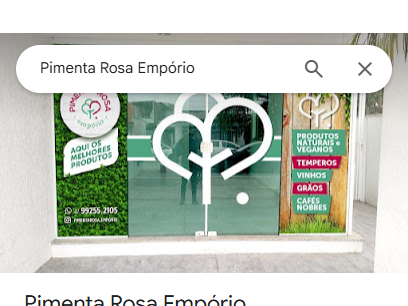 Pimenta Rosa Empório
PIMENTA ROSA
empório
AQUI OS
MELHORES
PRODUTOS
99255.2105
PIMENTAROSA.EMPORIO
PRODUTOS
NATURAIS e
VEGANOS
TEMPEROS
VINHOS
GRÃOS
CAFÉS
NOBRES
Pimenta Rosa Empório